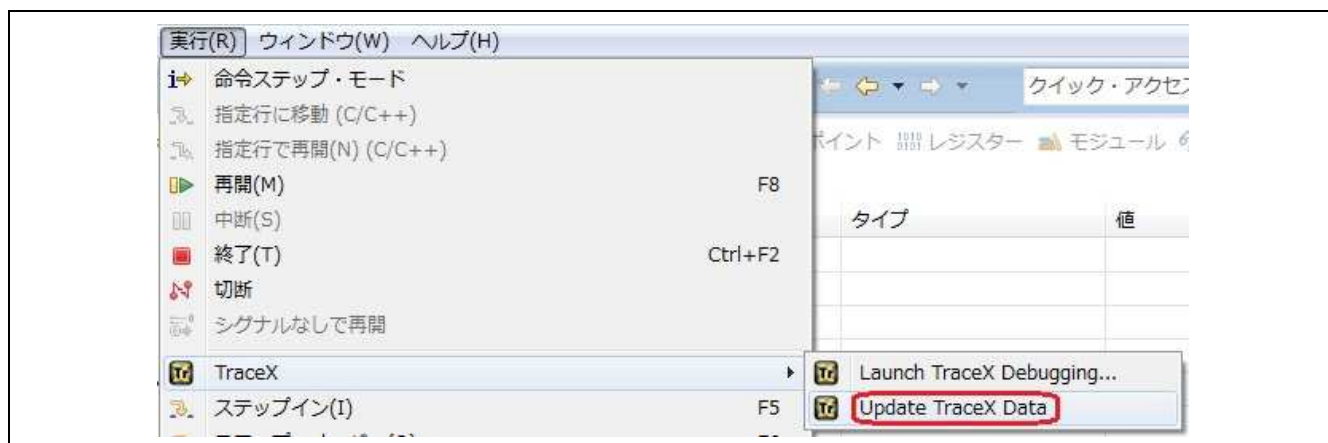 実行(R) ウィンドウ(W) ヘルプ(H)
命令ステップ・モード
クイック・アクセス
指定行に移動 (C/C++)
指定行で再開(N) (C/C++)
ポイント レジスター モジュール
再開(M) F8
中断(S)
タイプ 値
終了(T) Ctrl+F2
切断
シグナルなしで再開
TraceX
Launch TraceX Debugging...
ステップイン(I) F5
Update TraceX Data